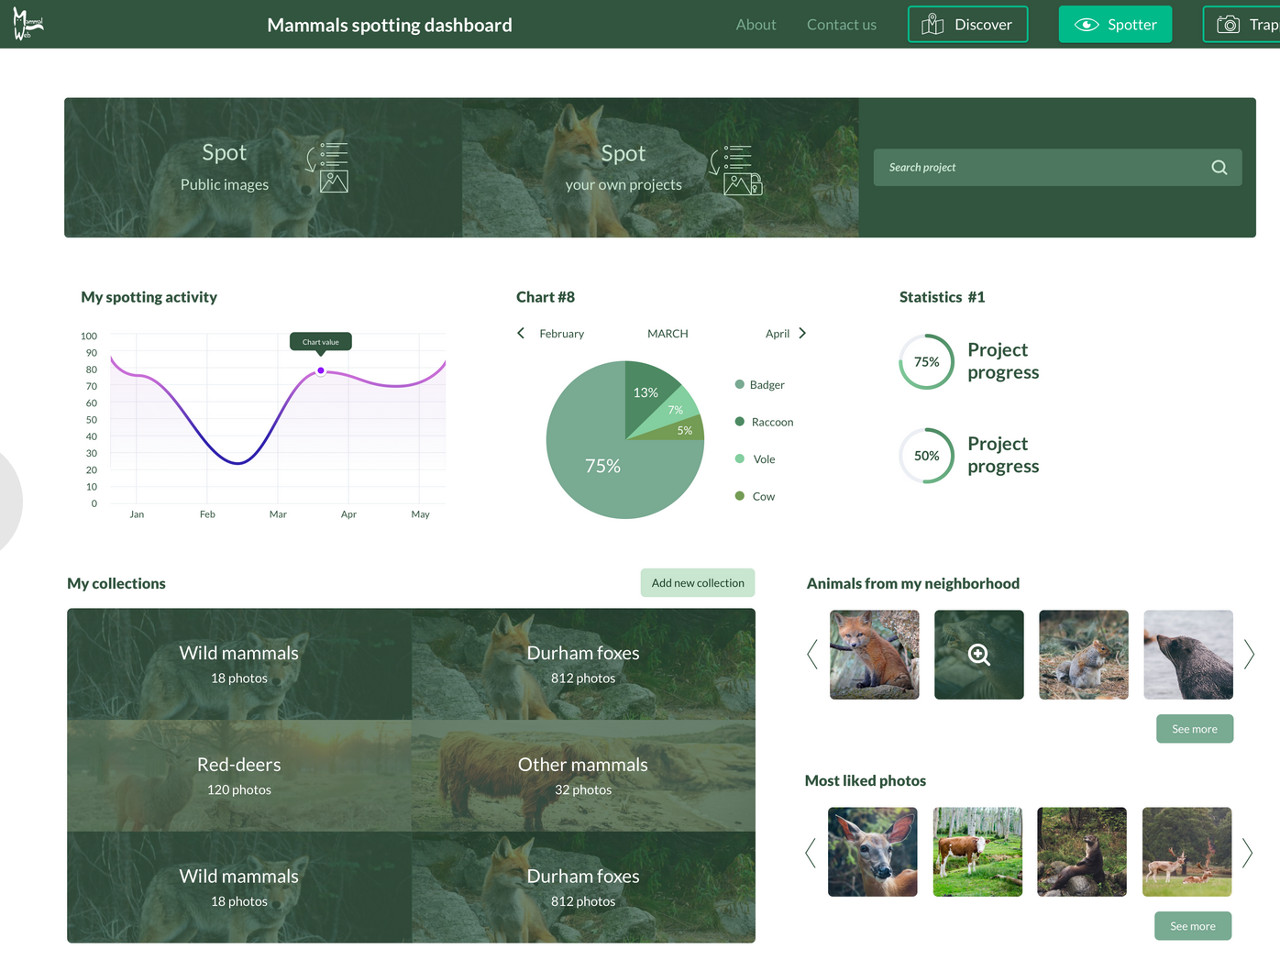 Mammal
Web
Mammals spotting dashboard
About
Contact us
Discover
Spotter
Trap
Spot
Public images
Spot
your own projects
Search project
My spotting activity
100
90
80
70
60
50
40
30
20
10
0
Chart value
Jan
Feb
Mar
Apr
May
Chart #8
February
MARCH
April
13%
7%
5%
75%
Badger
Raccoon
Vole
Cow
Statistics #1
75%
Project
progress
50%
Project
progress
My collections
Add new collection
Wild mammals
18 photos
Durham foxes
812 photos
Red-deers
120 photos
Other mammals
32 photos
Wild mammals
18 photos
Durham foxes
812 photos
Animals from my neighborhood
See more
Most liked photos
See more